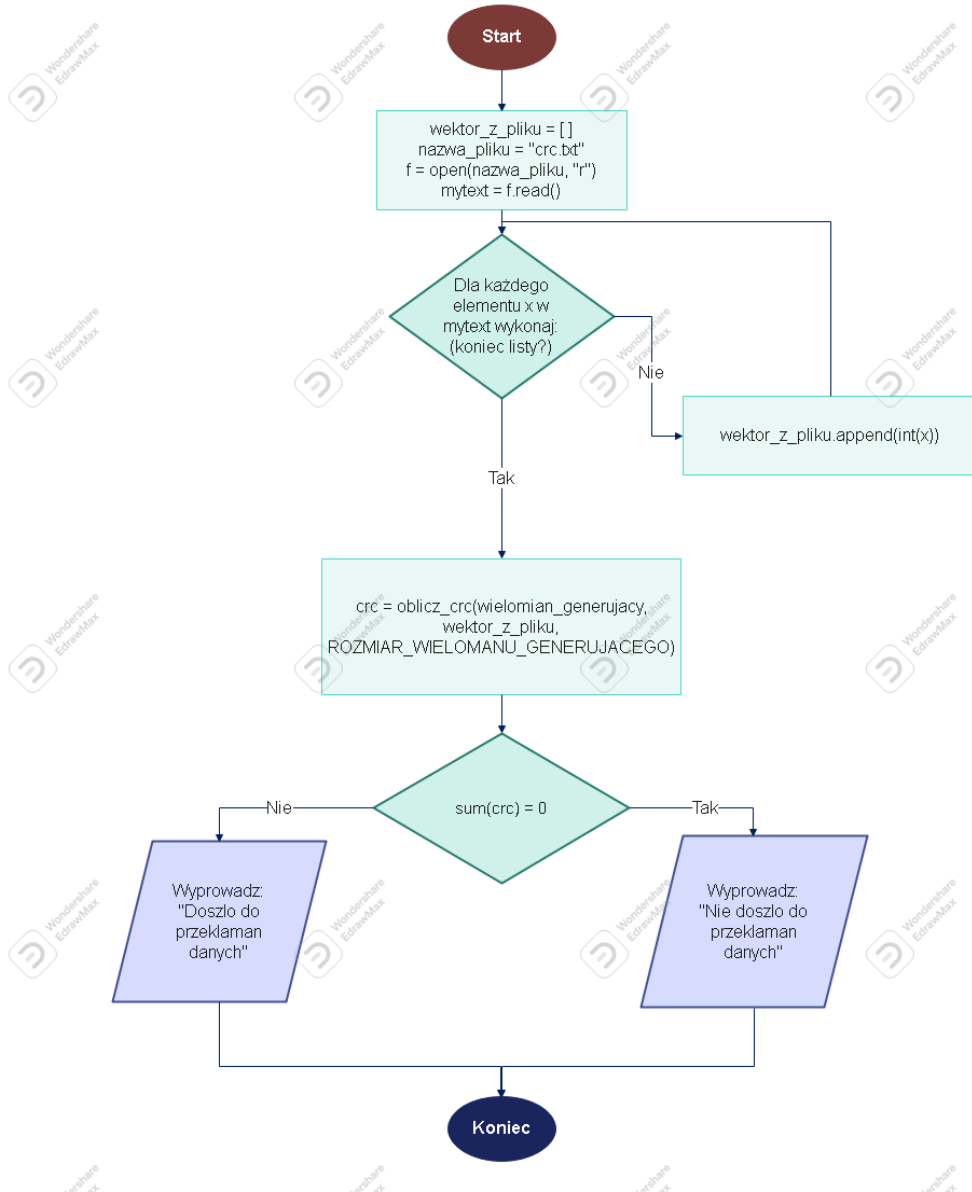 Start
wektor_z_pliku = [ ]
nazwa_pliku = "crc.txt"
f = open(nazwa_pliku, "r")
mytext = f.read()
Dla każdego
elementu x w
mytext wykonaj:
(koniec listy?)
Nie
wektor_z_pliku.append(int(x))
Tak
crc = oblicz_crc(wielomian_generujacy,
wektor_z_pliku,
ROZMIAR_WIELOMANU_GENERUJACEGO)
sum(crc) = 0
Nie
Tak
Wyprowadz:
"Doszlo do
przeklaman
danych"
Wyprowadz:
"Nie doszlo do
przeklaman
danych"
Koniec
Wondershare
EdrawMax